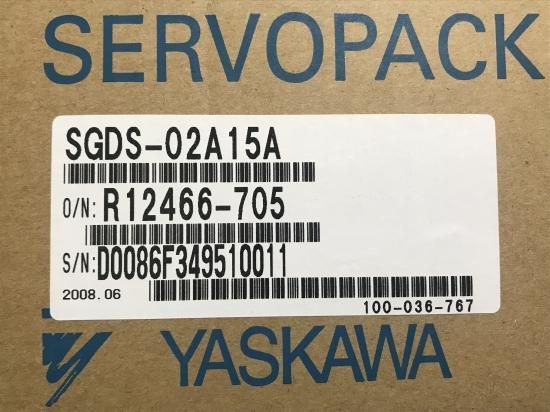 SERVOPACK
SGDS-02A15A
O/N: R12466-705
S/N: D0086F349510011
2008.06
100-036-767
YASKAWA